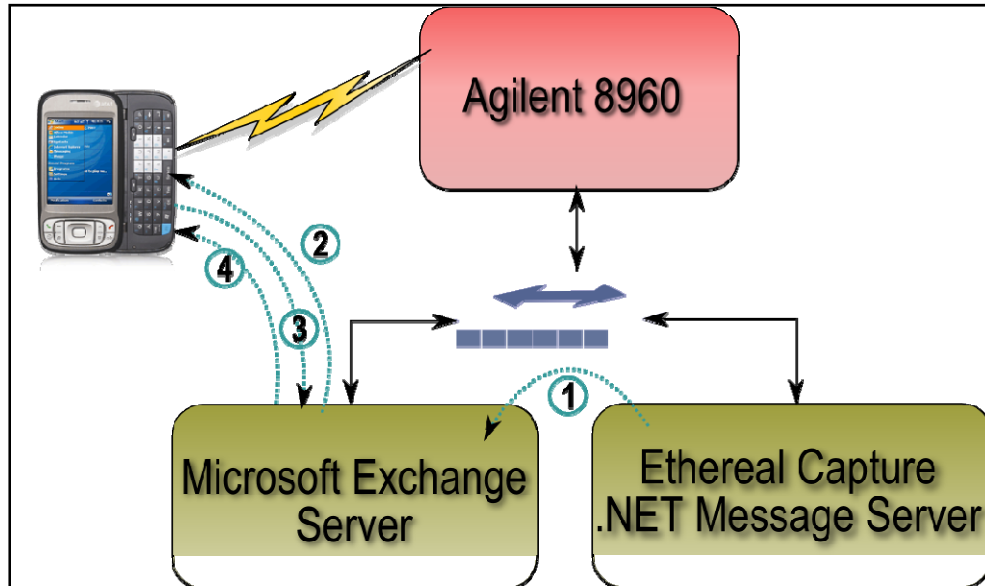 Agilent 8960
2
4
3
1
Microsoft Exchange
Server
Ethereal Capture
.NET Message Server